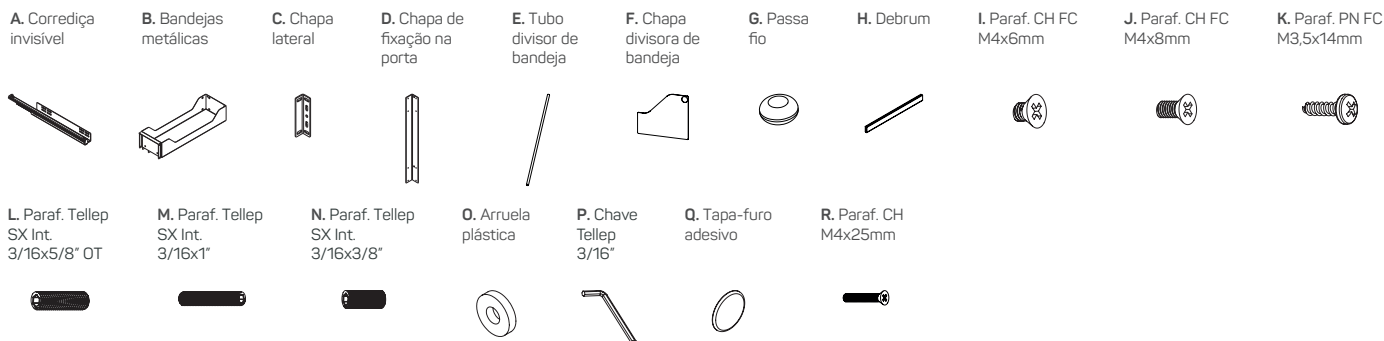 A. Corrediça
invisível
B. Bandejas
metálicas
C. Chapa
lateral
D. Chapa de
fixação na
porta
E. Tubo
divisor de
bandeja
F. Chapa
divisora de
bandeja
G. Passa
fio
H. Debrum
I. Paraf. CH FC
M4x6mm
J. Paraf. CH FC
M4x8mm
K. Paraf. PN FC
M3,5x14mm
L. Paraf. Tellep
SX Int.
3/16x5/8" OT
M. Paraf. Tellep
SX Int.
3/16x1"
N. Paraf. Tellep
SX Int.
3/16x3/8"
O. Arruela
plástica
P. Chave
Tellep
3/16"
Q. Tapa-furo
adesivo
R. Paraf. CH
M4x25mm